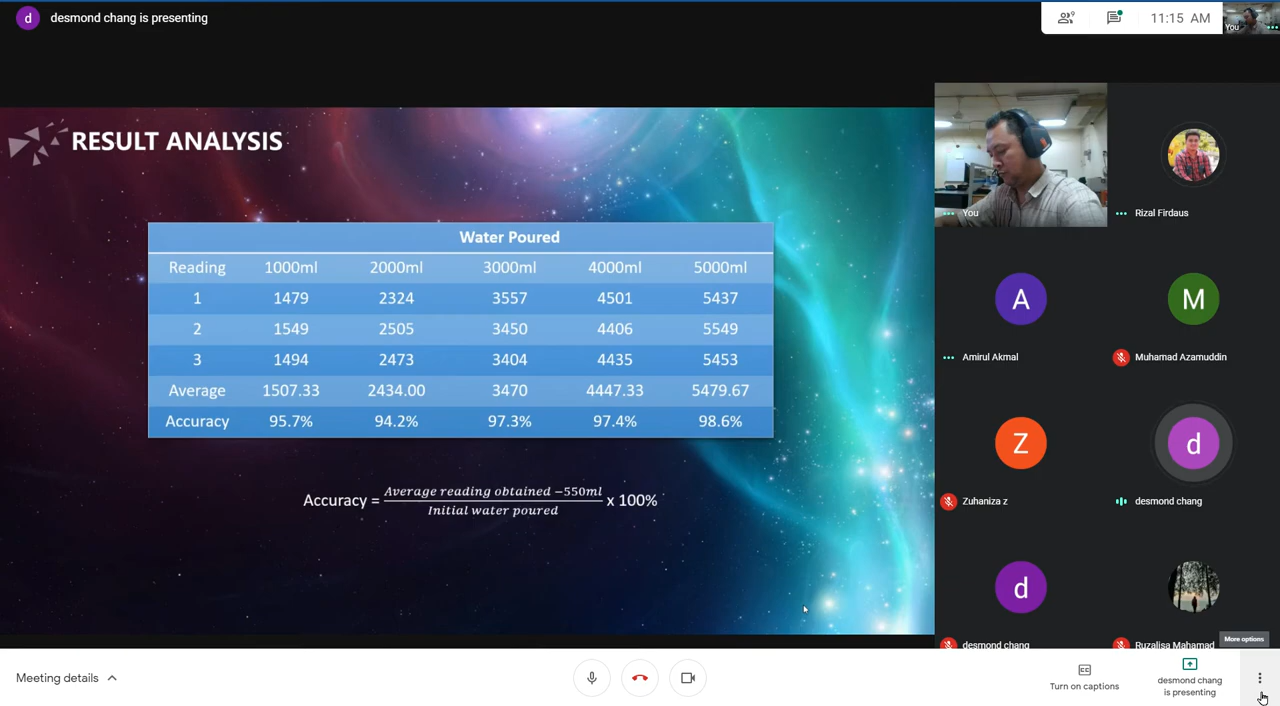 d desmond chang is presenting
9
11:15 AM
You
RESULT ANALYSIS
Water Poured
Reading 1000ml 2000ml 3000ml 4000ml 5000ml
1 1479 2324 3557 4501 5437
2 1549 2505 3450 4406 5549
3 1494 2473 3404 4435 5453
Average 1507.33 2434.00 3470 4447.33 5479.67
Accuracy 95.7% 94.2% 97.3% 97.4% 98.6%
Accuracy = Average reading obtained −550ml / Initial water poured x 100%
You
Rizal Firdaus
A
Amirul Akmal
M
Muhamad Azamuddin
Z
Zuhaniza z
d
desmond chang
d
desmond chang
Ruzalisa Mahamad
More options
Meeting details
CC
Turn on captions
desmond chang
is presenting